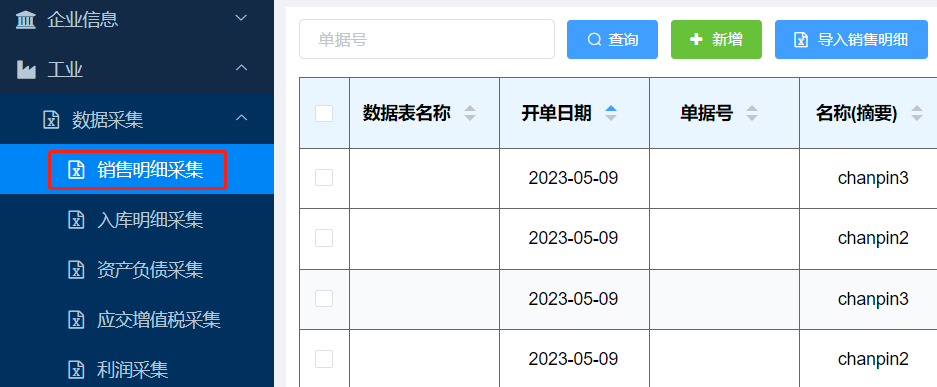 企业信息
工业
数据采集
销售明细采集
入库明细采集
资产负债采集
应交增值税采集
利润采集
单据号 查询 新增 导入销售明细
数据表名称 开单日期 单据号 名称(摘要)
2023-05-09 chanpin3
2023-05-09 chanpin2
2023-05-09 chanpin3
2023-05-09 chanpin2